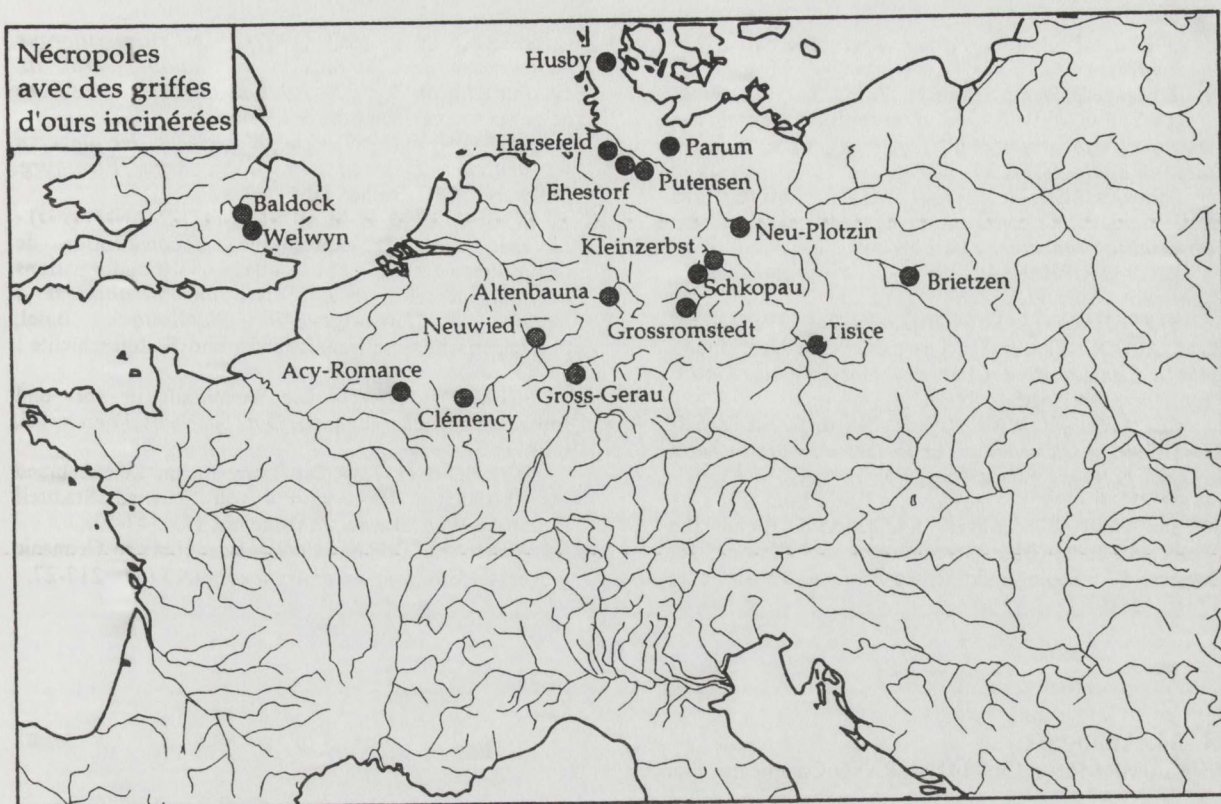 Nécropoles
avec des griffes
d'ours incinérées
Husby
Harsefeld
Parum
Ehestorf
Putensen
Baldock
Welwyn
Neu-Plotzin
Kleinzerbst
Schkopau
Brietzen
Altenbauna
Grossromstedt
Neuwied
Tisice
Acy-Romance
Gross-Gerau
Clémency